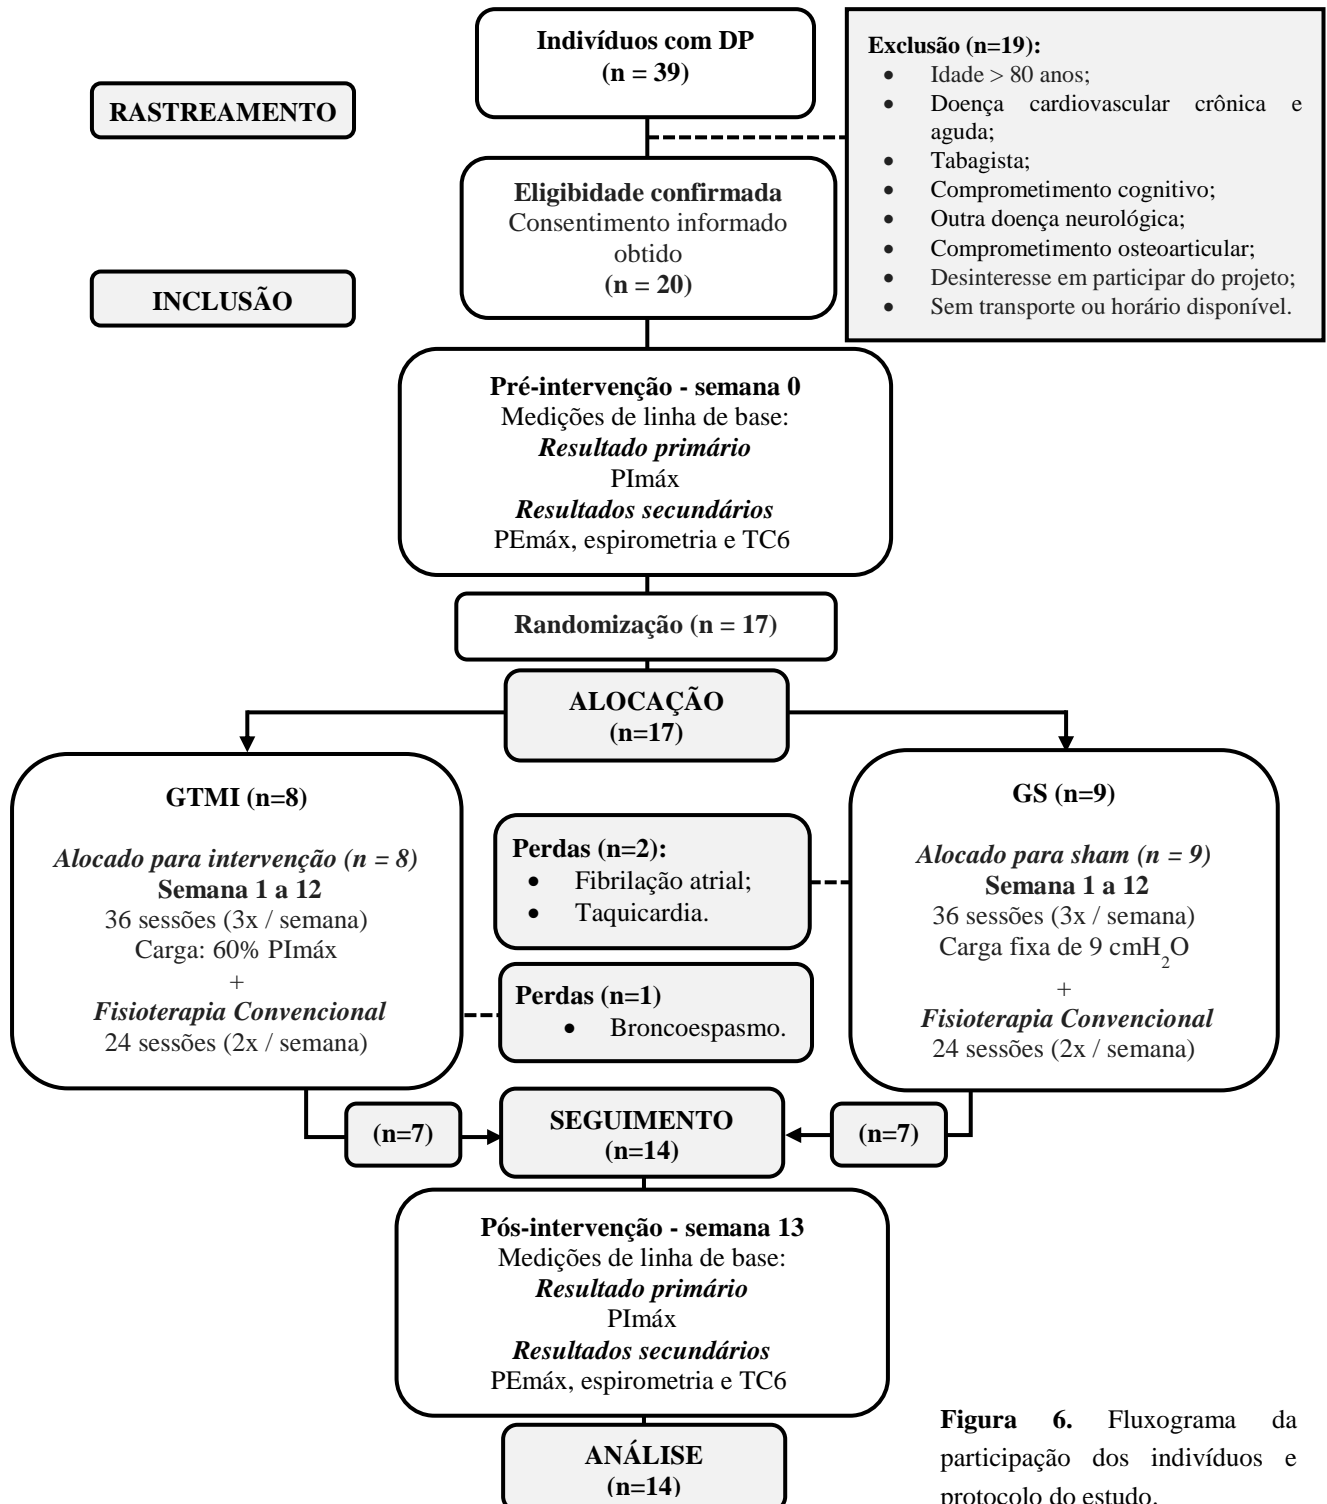 Indivíduos com DP
(n = 39)
Exclusão (n=19):
• Idade > 80 anos;
• Doença cardiovascular crônica e
aguda;
• Tabagista;
• Comprometimento cognitivo;
• Outra doença neurológica;
• Comprometimento osteoarticular;
• Desinteresse em participar do projeto;
• Sem transporte ou horário disponível.
RASTREAMENTO
Eligibidade confirmada
Consentimento informado
obtido
(n = 20)
INCLUSÃO
Pré-intervenção - semana 0
Medições de linha de base:
Resultado primário
PImáx
Resultados secundários
PEmáx, espirometria e TC6
Randomização (n = 17)
ALOCAÇÃO
(n=17)
GTMI (n=8)
Alocado para intervenção (n = 8)
Semana 1 a 12
36 sessões (3x / semana)
Carga: 60% PImáx
+
Fisioterapia Convencional
24 sessões (2x / semana)
Perdas (n=2):
• Fibrilação atrial;
• Taquicardia.
Perdas (n=1)
• Broncoespasmo.
GS (n=9)
Alocado para sham (n = 9)
Semana 1 a 12
36 sessões (3x / semana)
Carga fixa de 9 cmH2O
+
Fisioterapia Convencional
24 sessões (2x / semana)
(n=7)
SEGUIMENTO
(n=14)
(n=7)
Pós-intervenção - semana 13
Medições de linha de base:
Resultado primário
PImáx
Resultados secundários
PEmáx, espirometria e TC6
ANÁLISE
(n=14)
Figura 6. Fluxograma da
participação dos indivíduos e
protocolo do estudo.